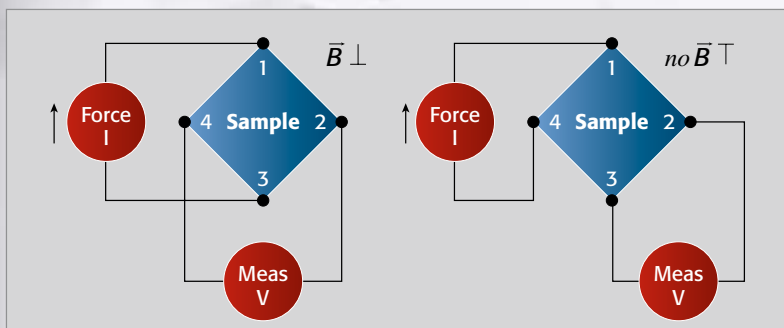 B⃗ ⊥
1
Force
I
4 Sample 2
3
Meas
V
no B⃗ ⊤
1
Force
I
4 Sample 2
3
Meas
V